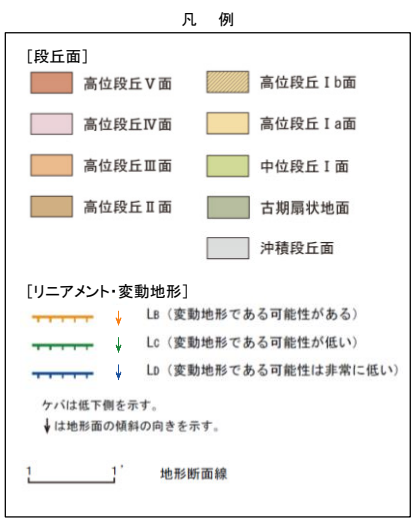 凡 例
[段丘面]
高位段丘Ⅴ面
高位段丘Ⅰb面
高位段丘Ⅳ面
高位段丘Ⅰa面
高位段丘Ⅲ面
中位段丘Ⅰ面
高位段丘Ⅱ面
古期扇状地面
沖積段丘面
[リニアメント・変動地形]
LB（変動地形である可能性がある）
LC（変動地形である可能性が低い）
LD（変動地形である可能性は非常に低い）
ケバは低下側を示す。
↓は地形面の傾斜の向きを示す。
1 1' 地形断面線